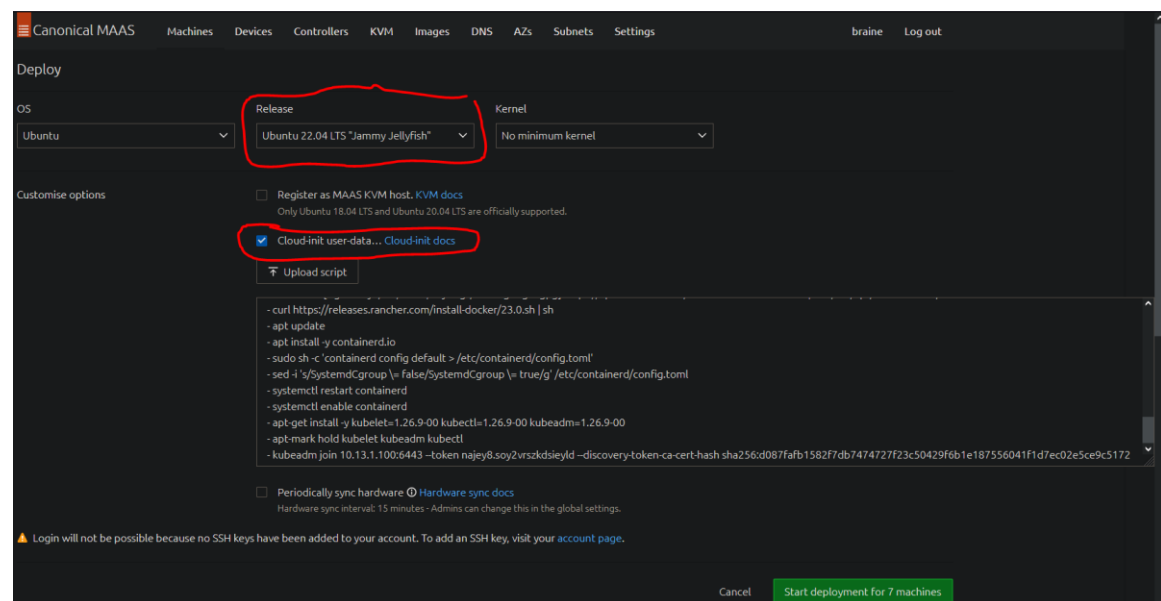 Canonical MAAS Machines Devices Controllers KVM Images DNS AZs Subnets Settings braine Log out
Deploy
OS Release Kernel
Ubuntu Ubuntu 22.04 LTS "Jammy Jellyfish" No minimum kernel
Customise options Register as MAAS KVM host. KVM docs
Only Ubuntu 18.04 LTS and Ubuntu 20.04 LTS are officially supported.
Cloud-init user-data... Cloud-init docs
Upload script
- curl https://releases.rancher.com/install-docker/23.0.sh | sh
- apt update
- apt install -y containerd.io
- sudo sh -c 'containerd config default > /etc/containerd/config.toml'
- sed -i 's/SystemdCgroup \= false/SystemdCgroup \= true/g' /etc/containerd/config.toml
- systemctl restart containerd
- systemctl enable containerd
- apt-get install -y kubelet=1.26.9-00 kubectl=1.26.9-00 kubeadm=1.26.9-00
- apt-mark hold kubelet kubeadm kubectl
- kubeadm join 10.13.1.100:6443 --token najey8.soy2vrszkdsieyld --discovery-token-ca-cert-hash sha256:d087fafb1582f7db7474727f23c50429f6b1e187556041f1d7ec02e5ce9c5172
Periodically sync hardware Hardware sync docs
Hardware sync interval: 15 minutes - Admins can change this in the global settings.
Login will not be possible because no SSH keys have been added to your account. To add an SSH key, visit your account page.
Cancel Start deployment for 7 machines